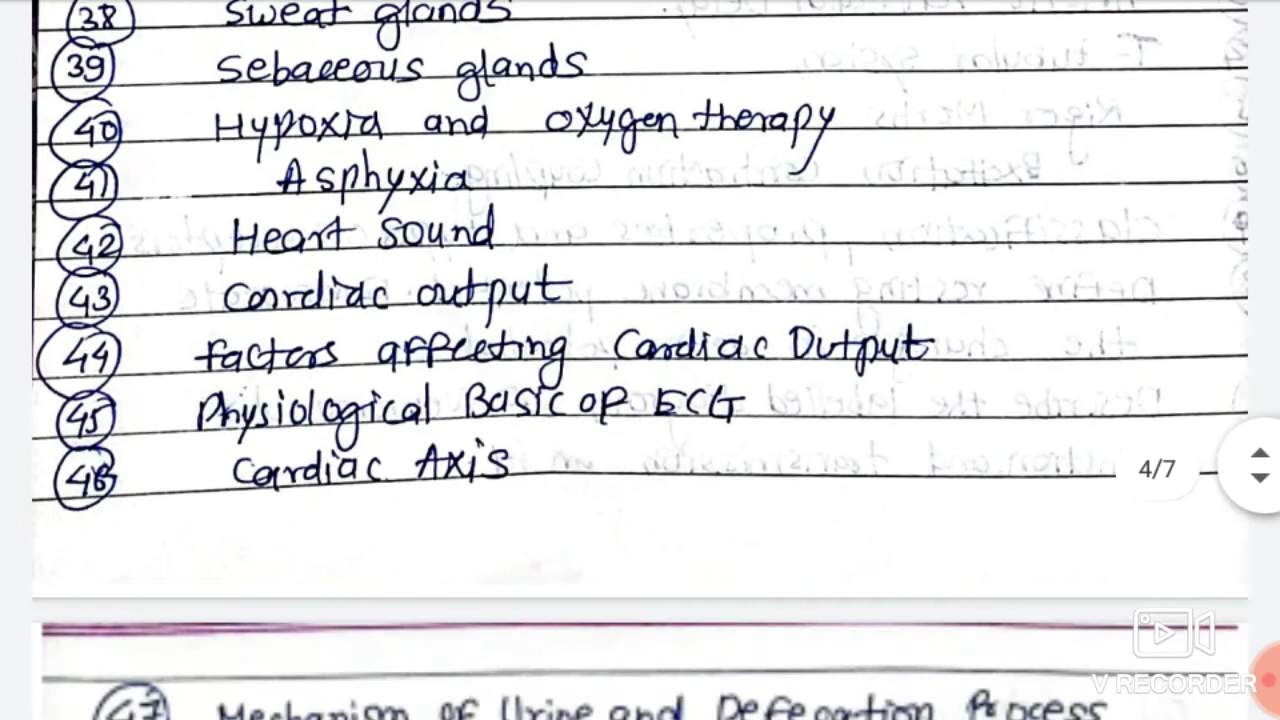 38 Sweat glands
39 Sebaceous glands
40 Hypoxia and oxygen therapy
41 Asphyxia
42 Heart sound
43 Cardiac output
44 factors affecting Cardiac Output
45 Physiological Basic of ECG
46 Cardiac Axis
4/7
V RECORDER
47 Mechanism of Urine and Defecation Process